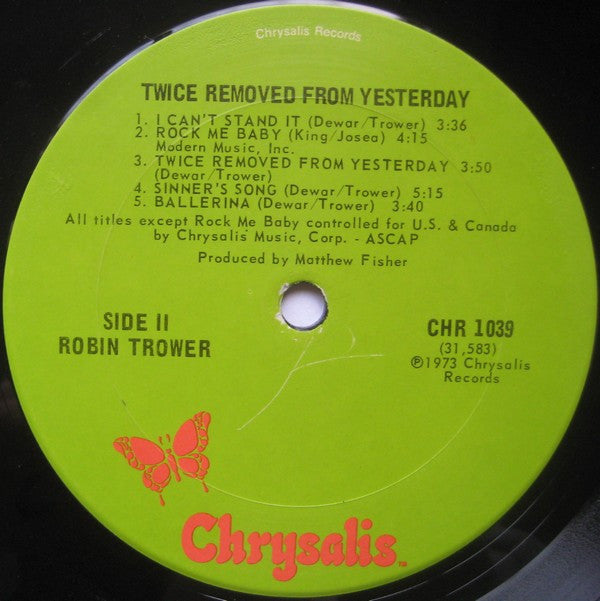 Chrysalis Records
TWICE REMOVED FROM YESTERDAY
1. I CAN'T STAND IT (Dewar/Trower) 3:36
2. ROCK ME BABY (King/Josea) 4:15
Modern Music, Inc.
3. TWICE REMOVED FROM YESTERDAY 3:50
(Dewar/Trower)
4. SINNER'S SONG (Dewar/Trower) 5:15
5. BALLERINA (Dewar/Trower) 3:40
All titles except Rock Me Baby controlled for U.S. & Canada
by Chrysalis Music, Corp. - ASCAP
Produced by Matthew Fisher
SIDE II
ROBIN TROWER
CHR 1039
(31,583)
℗1973 Chrysalis
Records
Chrysalis™